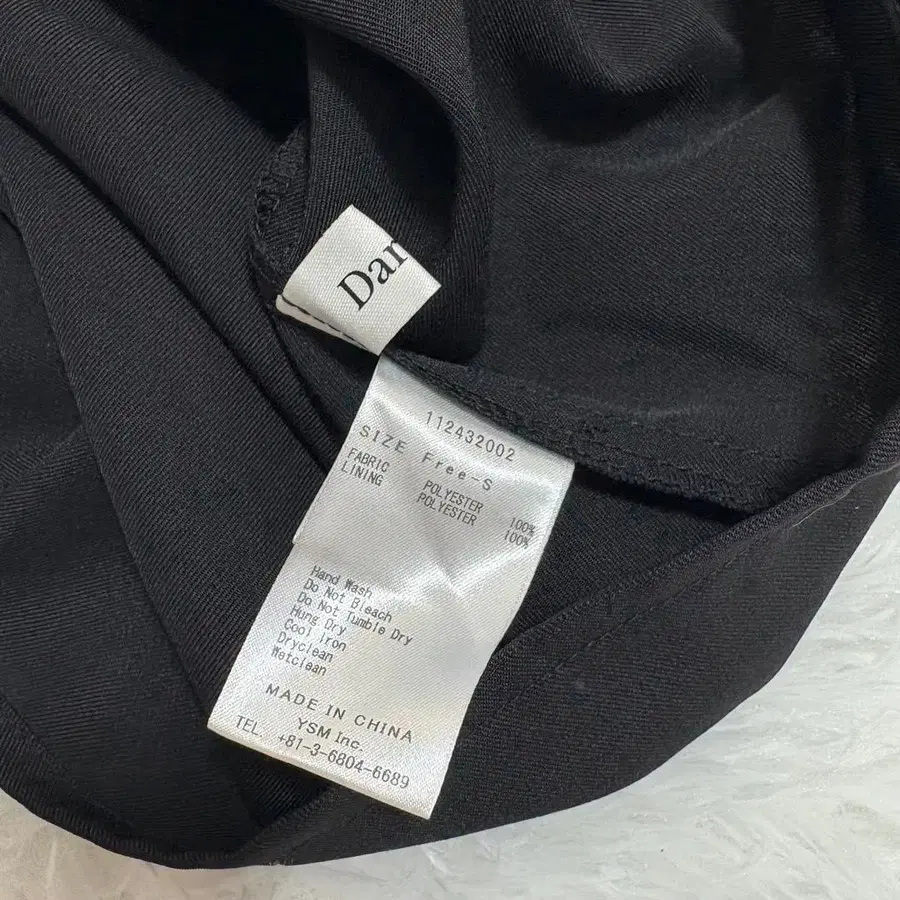 Dar
112432002
SIZE Free-S
FABRIC POLYESTER 100%
LINING POLYESTER 100%
Hand Wash
Do Not Bleach
Do Not Tumble Dry
Hung Dry
Cool Iron
Dryclean
Wetclean
MADE IN CHINA
YSM Inc.
TEL. +81-3-6804-6689